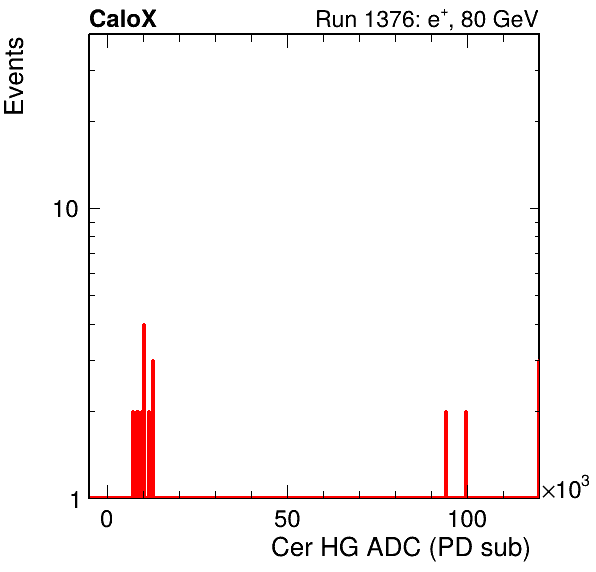 CaloX Run 1376: e⁺, 80 GeV
Events
10
1
×10³
0 50 100
Cer HG ADC (PD sub)